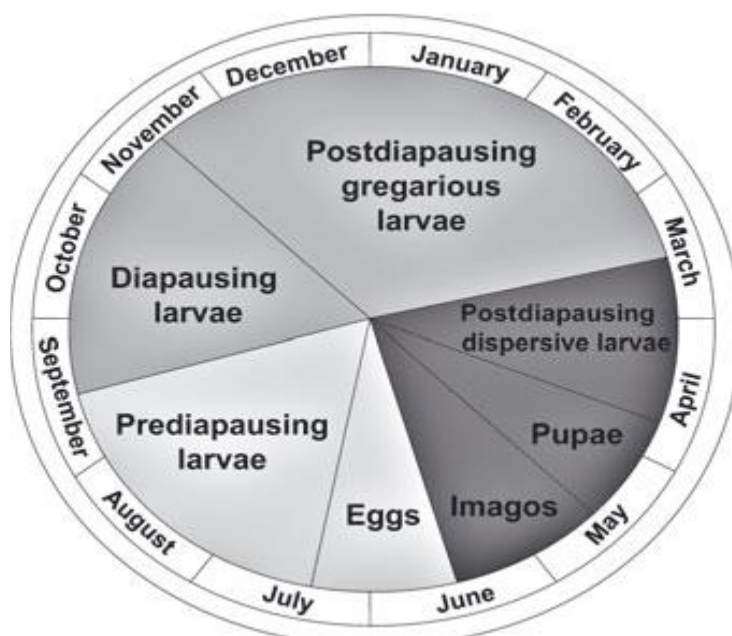 January
February
March
April
May
June
July
August
September
October
November
December
Postdiapausing
gregarious
larvae
Postdiapausing
dispersive larvae
Pupae
Imagos
Eggs
Prediapausing
larvae
Diapausing
larvae